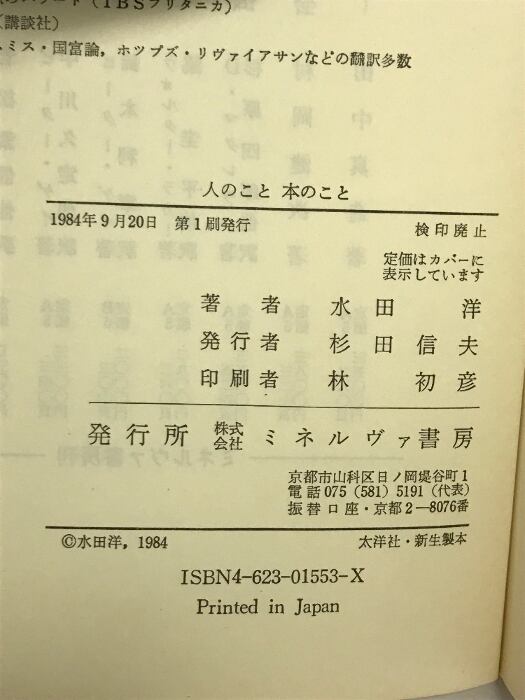 ード（IBSブリタニカ）
（講談社）
ミス・国富論，ホッブズ・リヴァイアサンなどの翻訳多数
人のこと 本のこと
1984年9月20日 第1刷発行 検印廃止
定価はカバーに
表示しています
著者 水田洋
発行者 杉田信夫
印刷者 林初彦
発行所 株式会社 ミネルヴァ書房
京都市山科区日ノ岡堤谷町1
電話 075（581）5191（代表）
振替口座・京都2―8076番
©水田洋，1984 太洋社・新生製本
ISBN4-623-01553-X
Printed in Japan